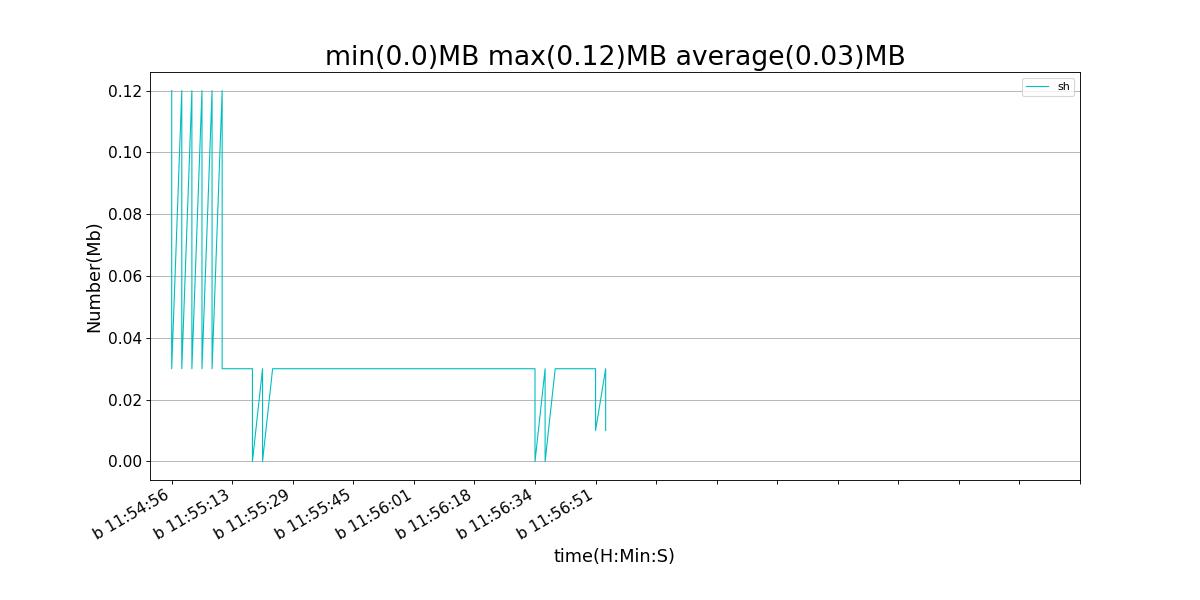 min(0.0)MB max(0.12)MB average(0.03)MB
sh
0.12
0.10
0.08
0.06
0.04
0.02
0.00
Number(Mb)
b 11:54:56
b 11:55:13
b 11:55:29
b 11:55:45
b 11:56:01
b 11:56:18
b 11:56:34
b 11:56:51
time(H:Min:S)